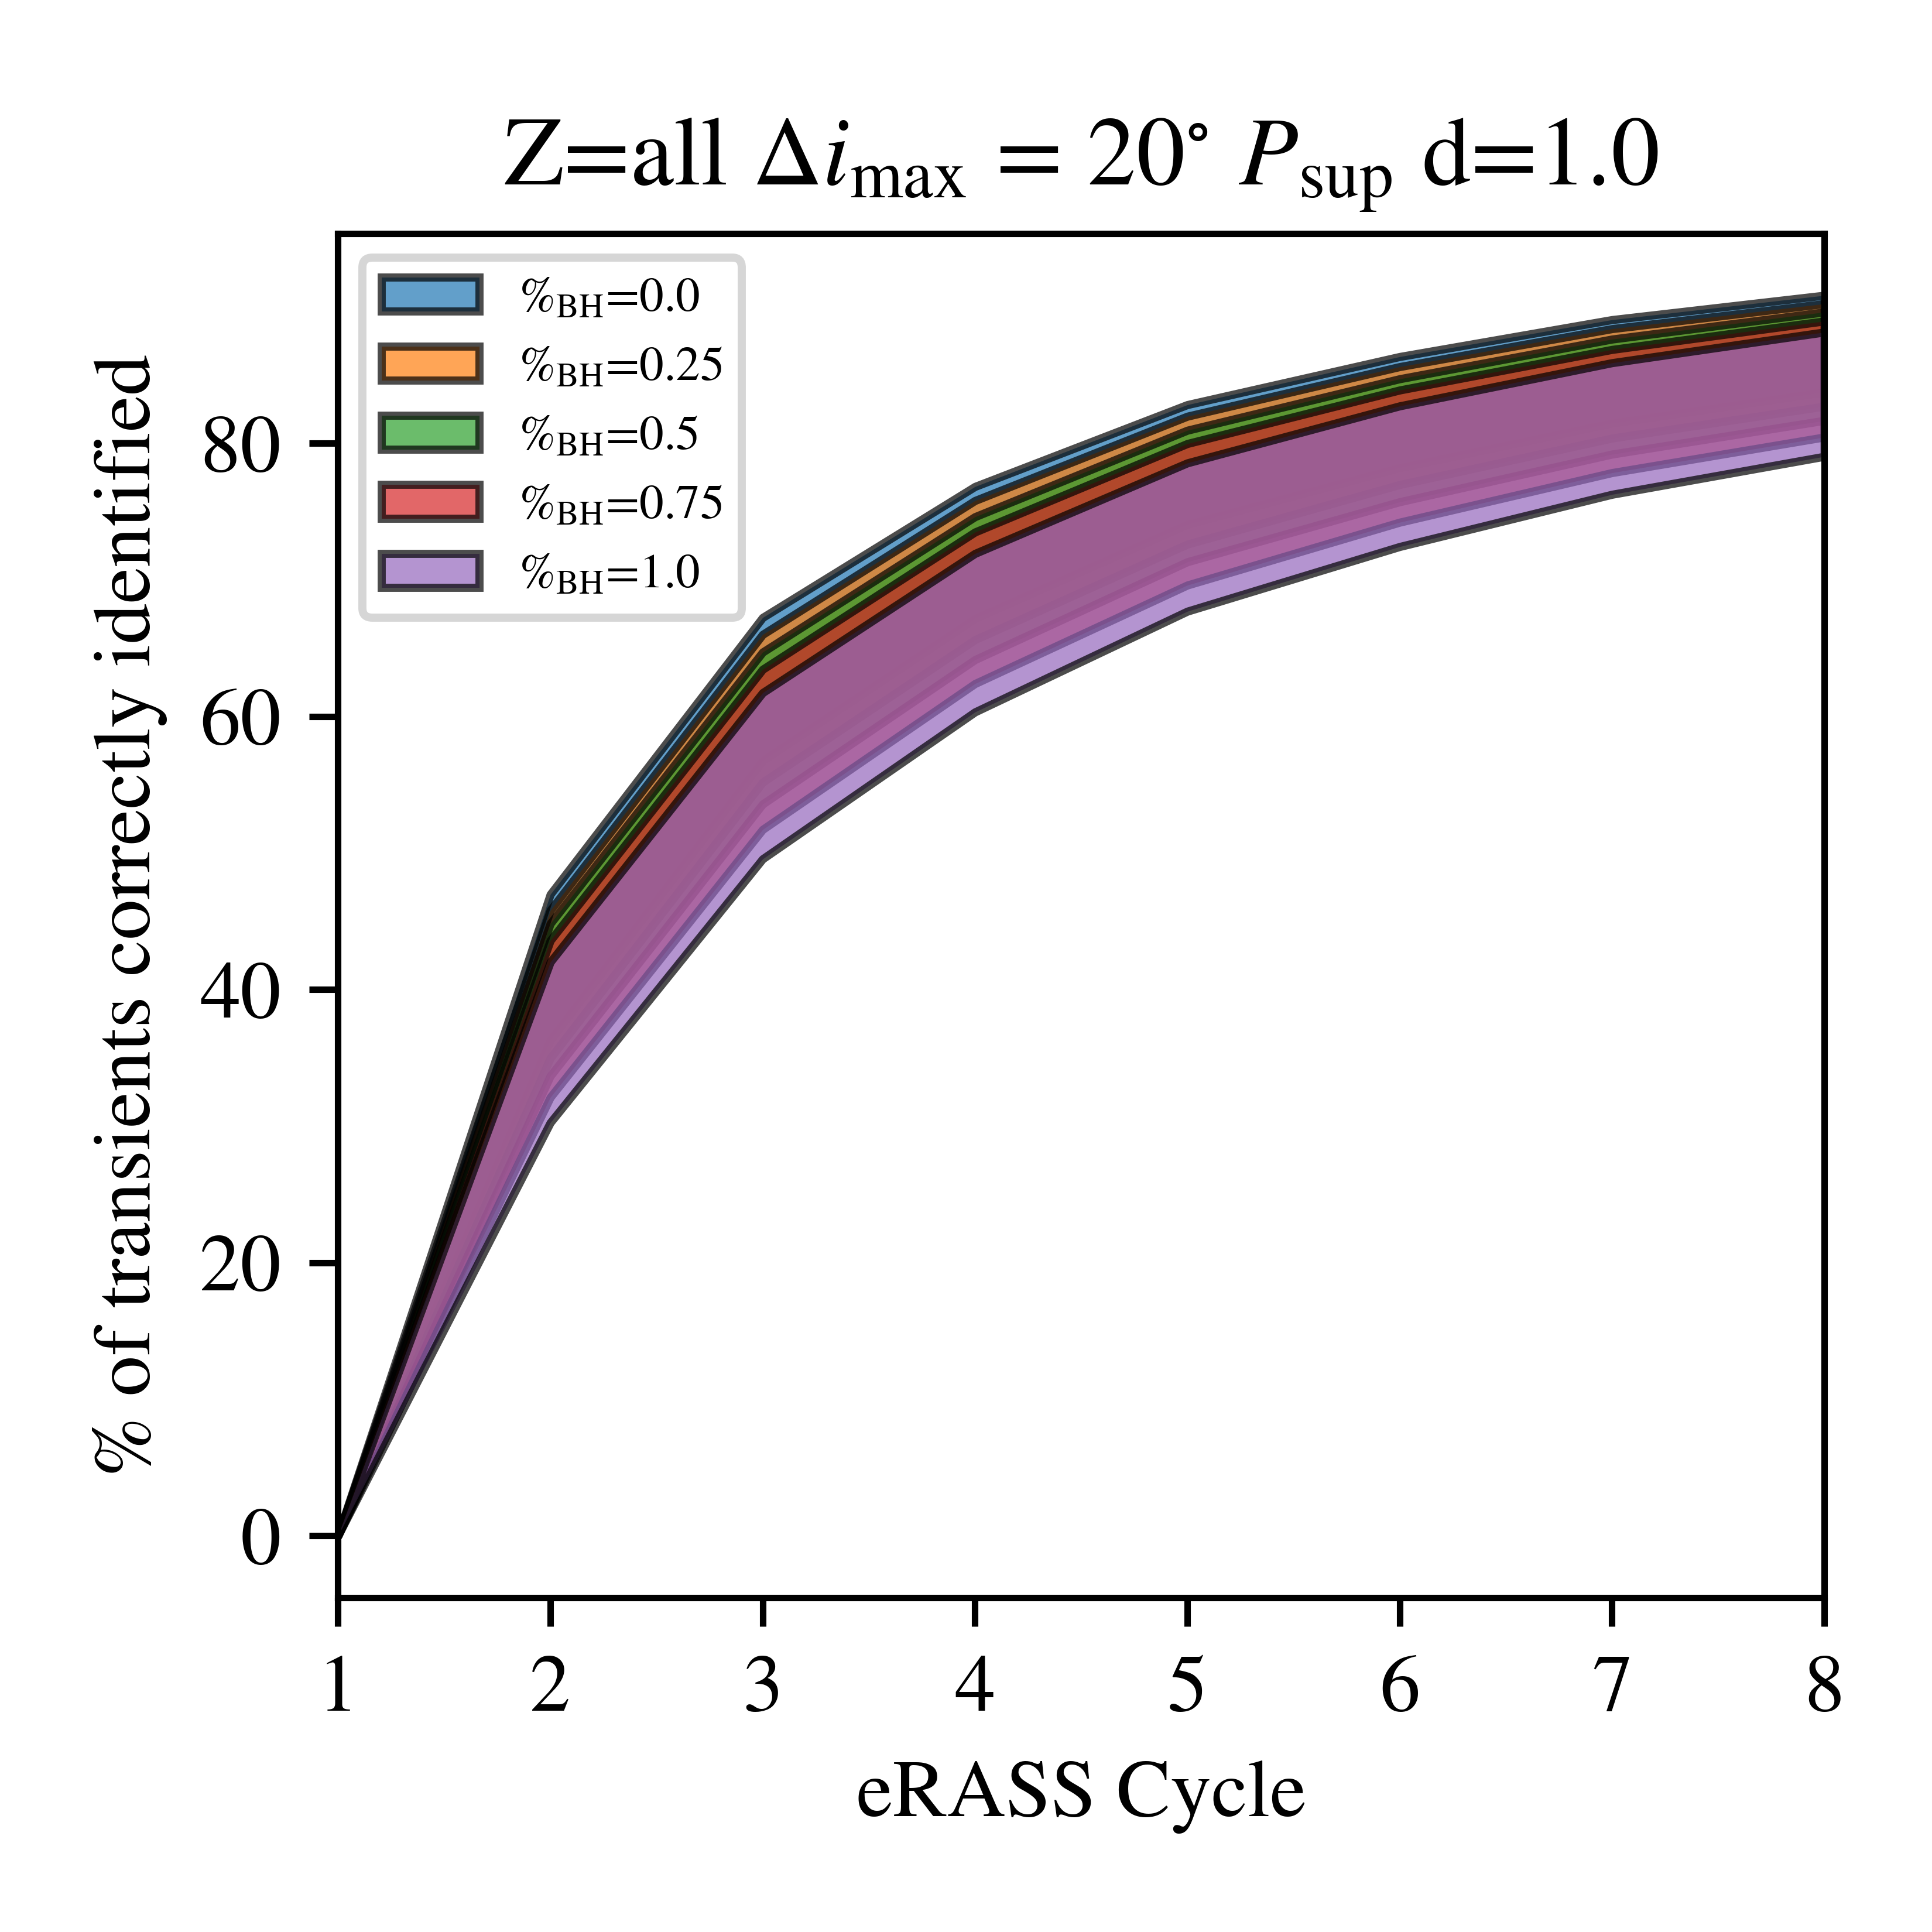 Z=all Δi_max = 20° P_sup d=1.0
%_BH=0.0
%_BH=0.25
%_BH=0.5
%_BH=0.75
%_BH=1.0
% of transients correctly identified
80
60
40
20
0
1 2 3 4 5 6 7 8
eRASS Cycle